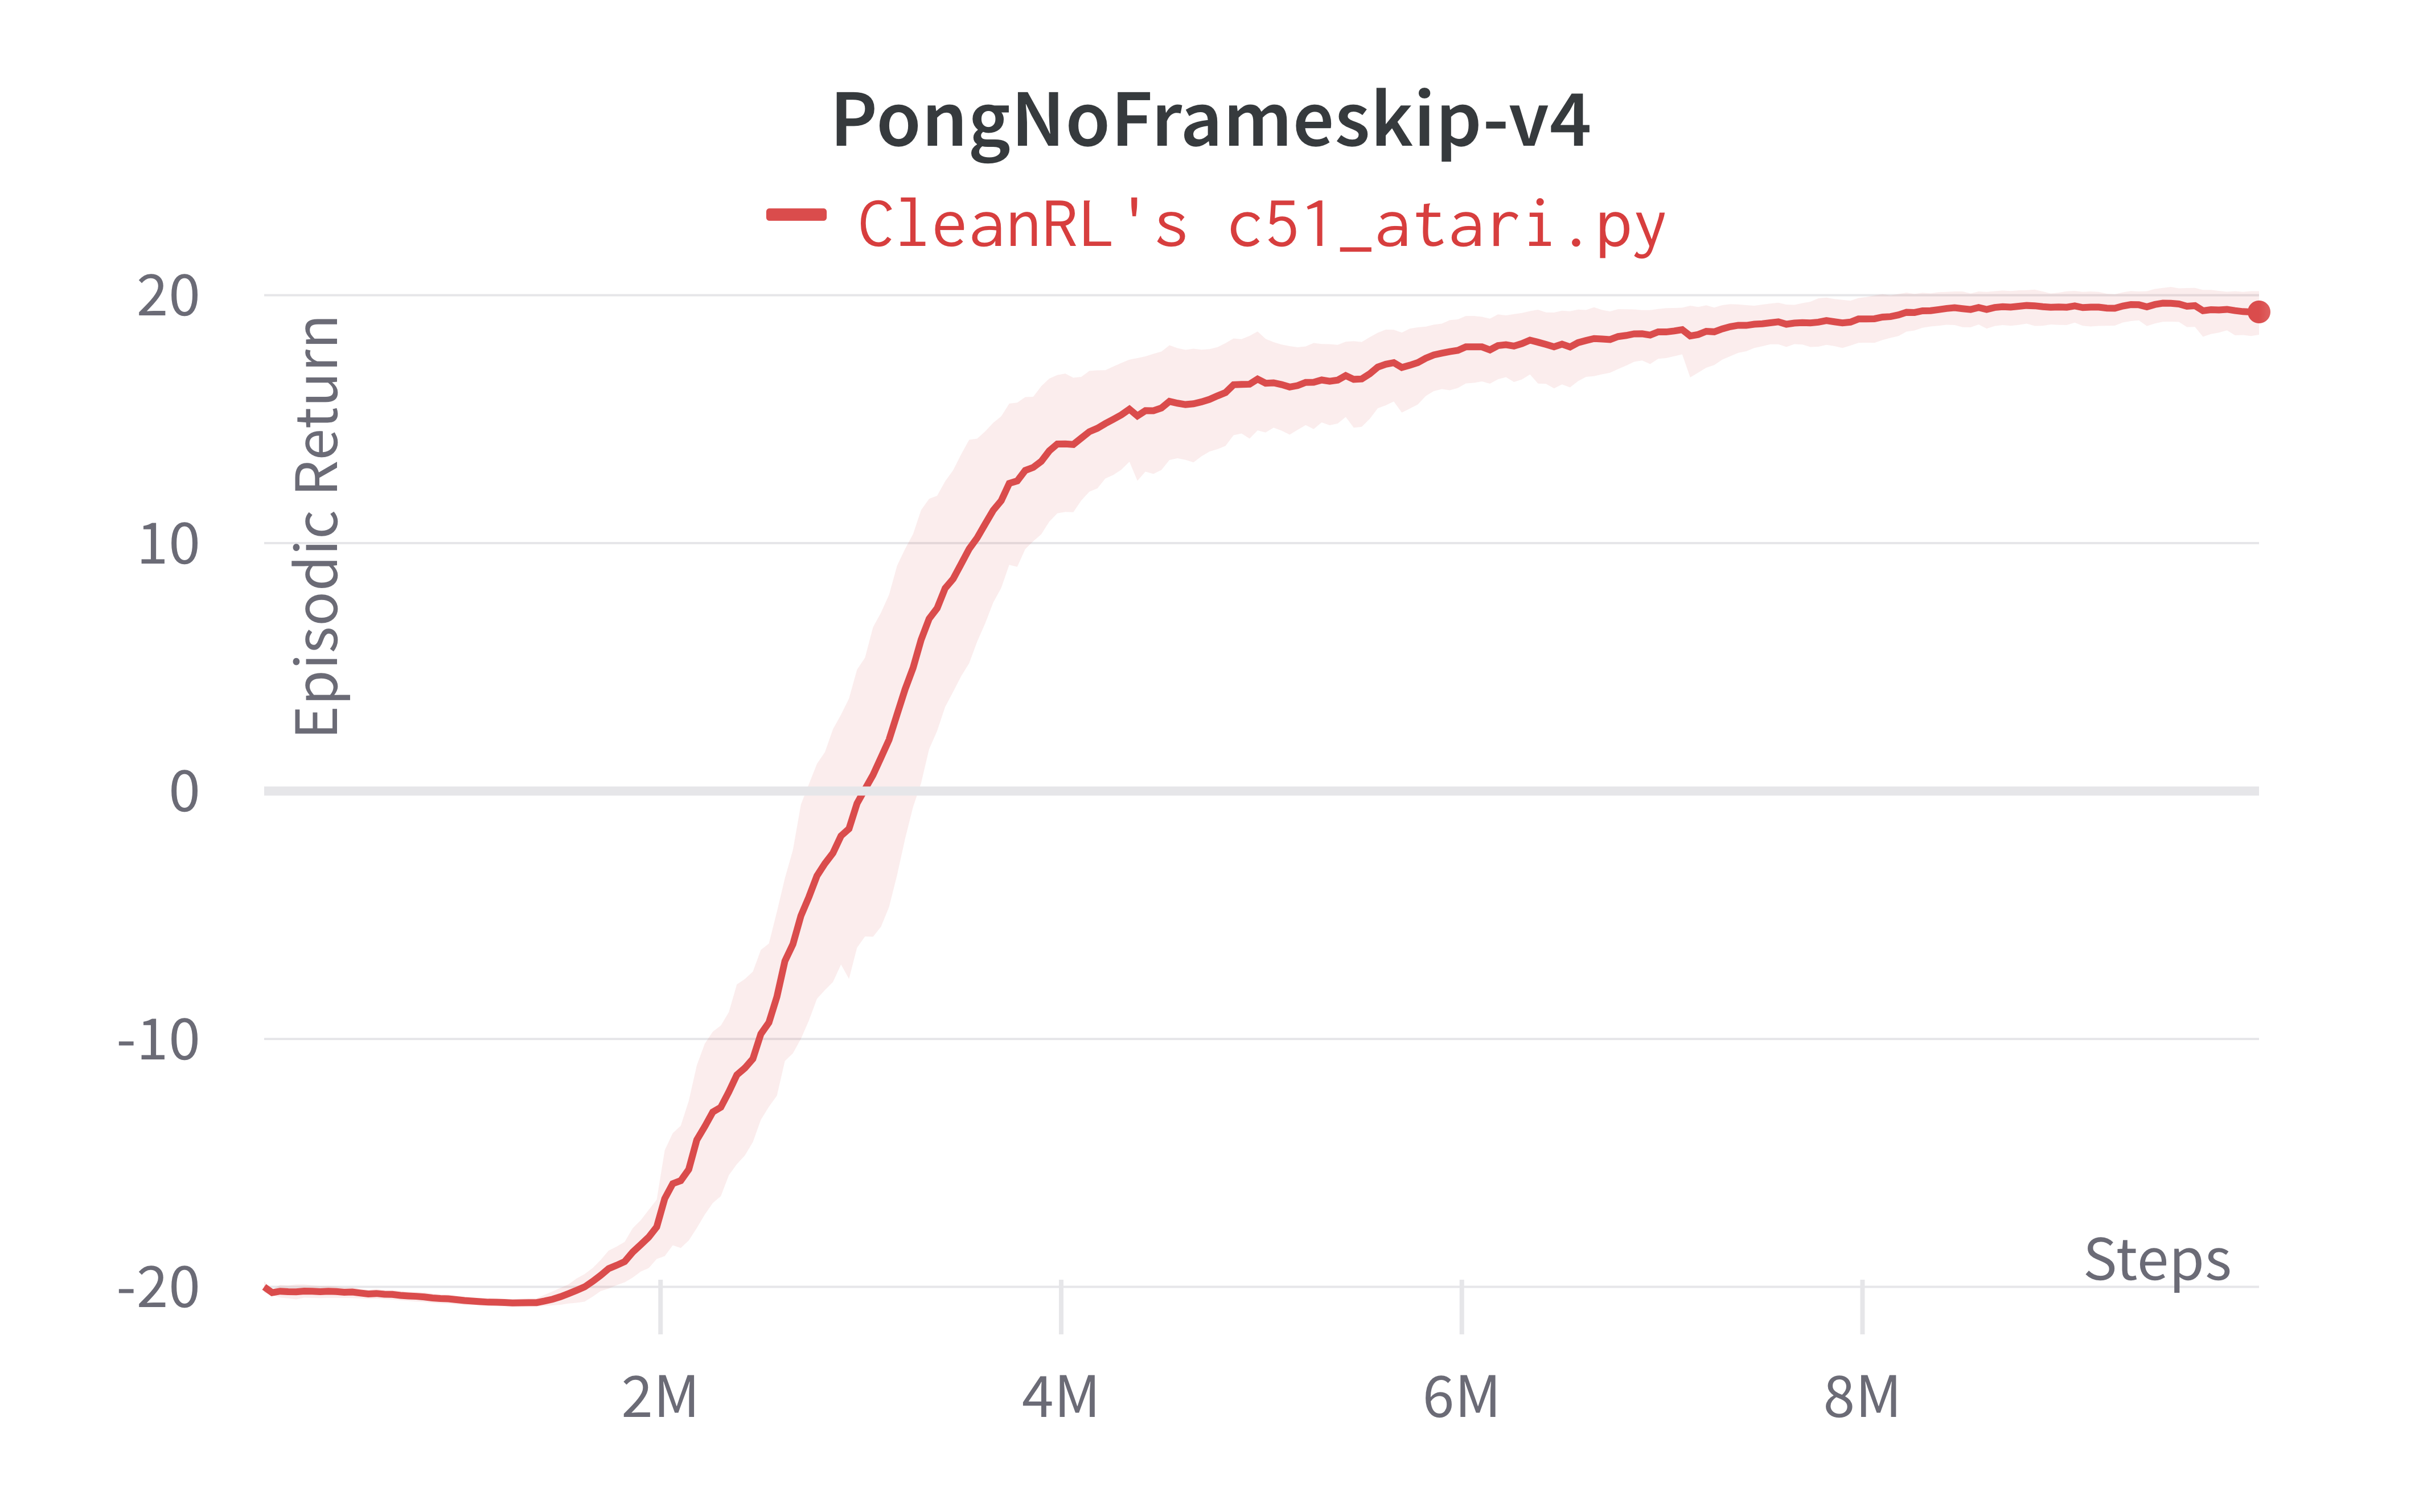 PongNoFrameskip-v4
CleanRL's c51_atari.py
Episodic Return
20
10
0
-10
-20
Steps
2M
4M
6M
8M